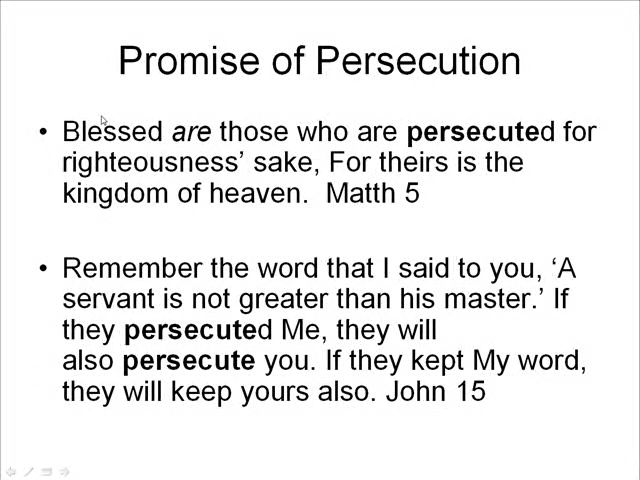 Promise of Persecution
• Blessed are those who are persecuted for
righteousness’ sake, For theirs is the
kingdom of heaven.  Matth 5
• Remember the word that I said to you, ‘A
servant is not greater than his master.’ If
they persecuted Me, they will
also persecute you. If they kept My word,
they will keep yours also. John 15